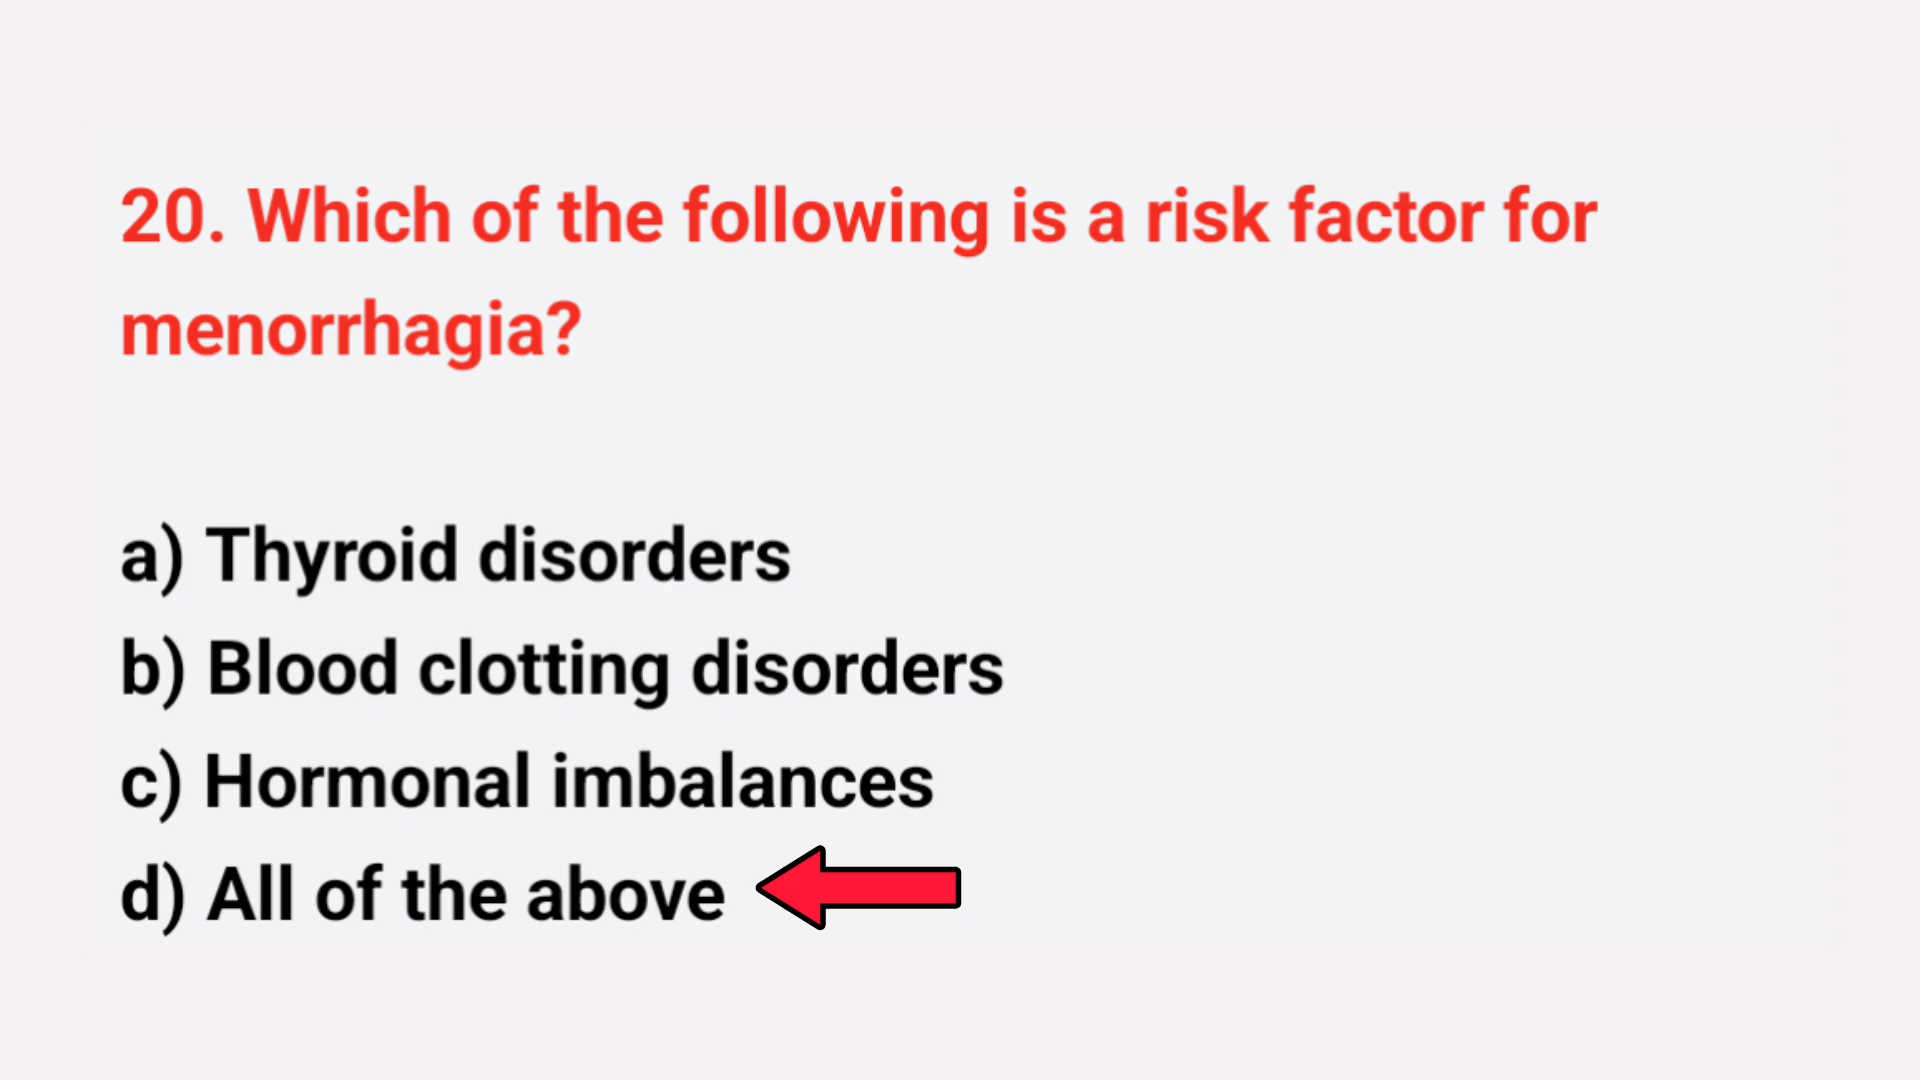 20. Which of the following is a risk factor for
menorrhagia?
a) Thyroid disorders
b) Blood clotting disorders
c) Hormonal imbalances
d) All of the above